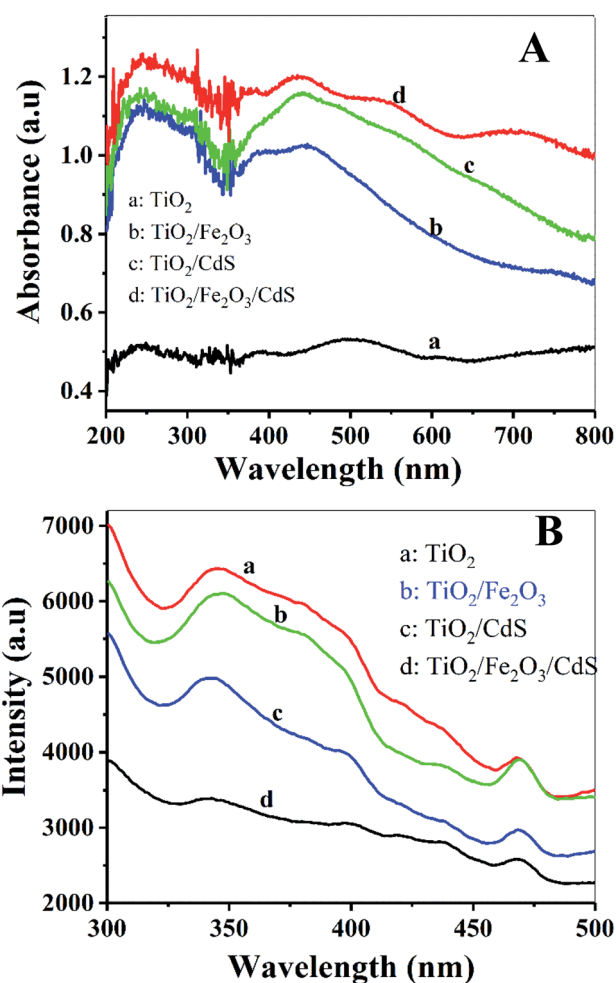 A
1.2
1.0
0.8
0.6
0.4
Absorbance (a.u)
d
c
b
a
a: TiO₂
b: TiO₂/Fe₂O₃
c: TiO₂/CdS
d: TiO₂/Fe₂O₃/CdS
200 300 400 500 600 700 800
Wavelength (nm)
B
7000
6000
5000
4000
3000
2000
Intensity (a.u)
a
b
c
d
a: TiO₂
b: TiO₂/Fe₂O₃
c: TiO₂/CdS
d: TiO₂/Fe₂O₃/CdS
300 350 400 450 500
Wavelength (nm)